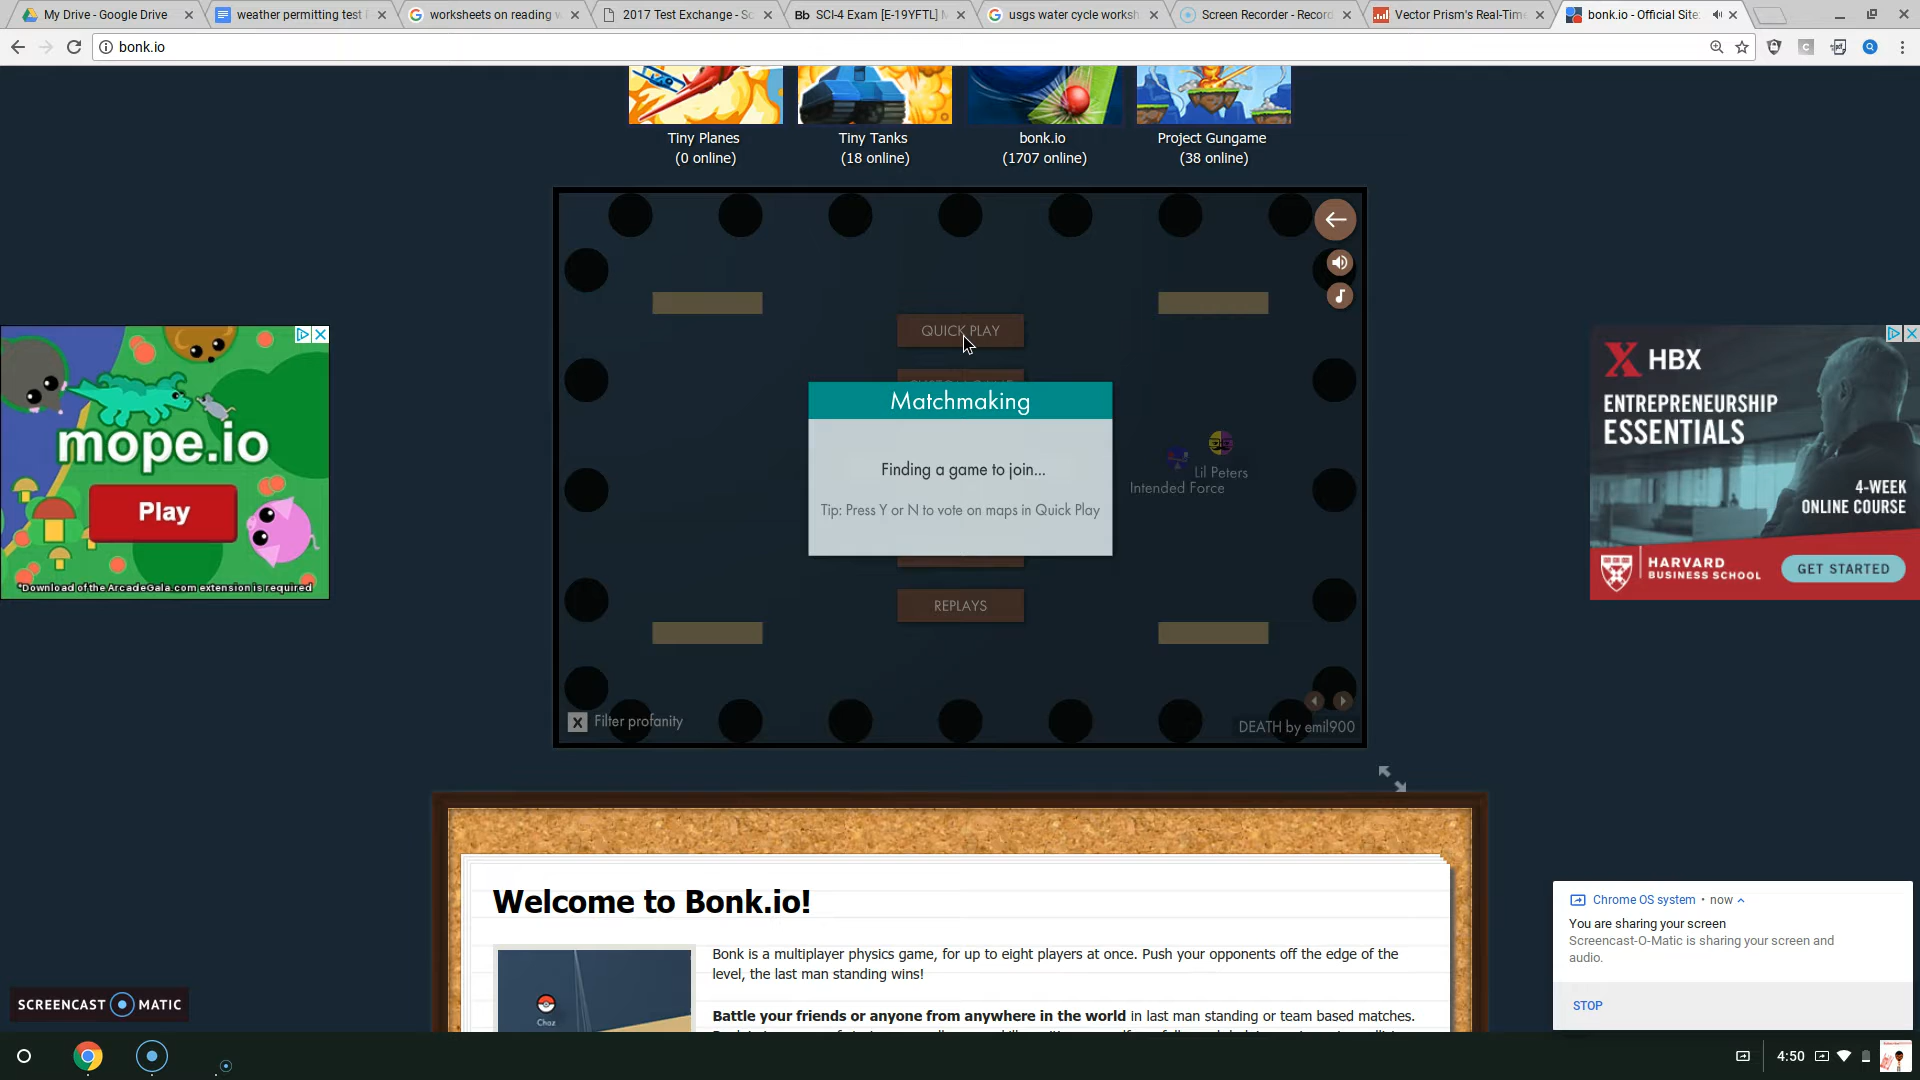 My Drive - Google Drive
weather permitting test
worksheets on reading
2017 Test Exchange - Sc
Bb SCI-4 Exam [E-19YFTL]
usgs water cycle worksh
Screen Recorder - Record
Vector Prism's Real-Time
bonk.io - Official Site:
bonk.io
Tiny Planes
(0 online)
Tiny Tanks
(18 online)
bonk.io
(1707 online)
Project Gungame
(38 online)
QUICK PLAY
Matchmaking
Finding a game to join...
Tip: Press Y or N to vote on maps in Quick Play
Lil Peters
Intended Force
REPLAYS
X Filter profanity
DEATH by emil900
mope.io
Play
*Download of the ArcadeGala.com extension is required
HBX
ENTREPRENEURSHIP
ESSENTIALS
4-WEEK
ONLINE COURSE
HARVARD
BUSINESS SCHOOL
GET STARTED
Welcome to Bonk.io!
Bonk is a multiplayer physics game, for up to eight players at once. Push your opponents off the edge of the
level, the last man standing wins!
Chaz
Battle your friends or anyone from anywhere in the world in last man standing or team based matches.
Chrome OS system • now
You are sharing your screen
Screencast-O-Matic is sharing your screen and
audio.
STOP
SCREENCAST MATIC
4:50